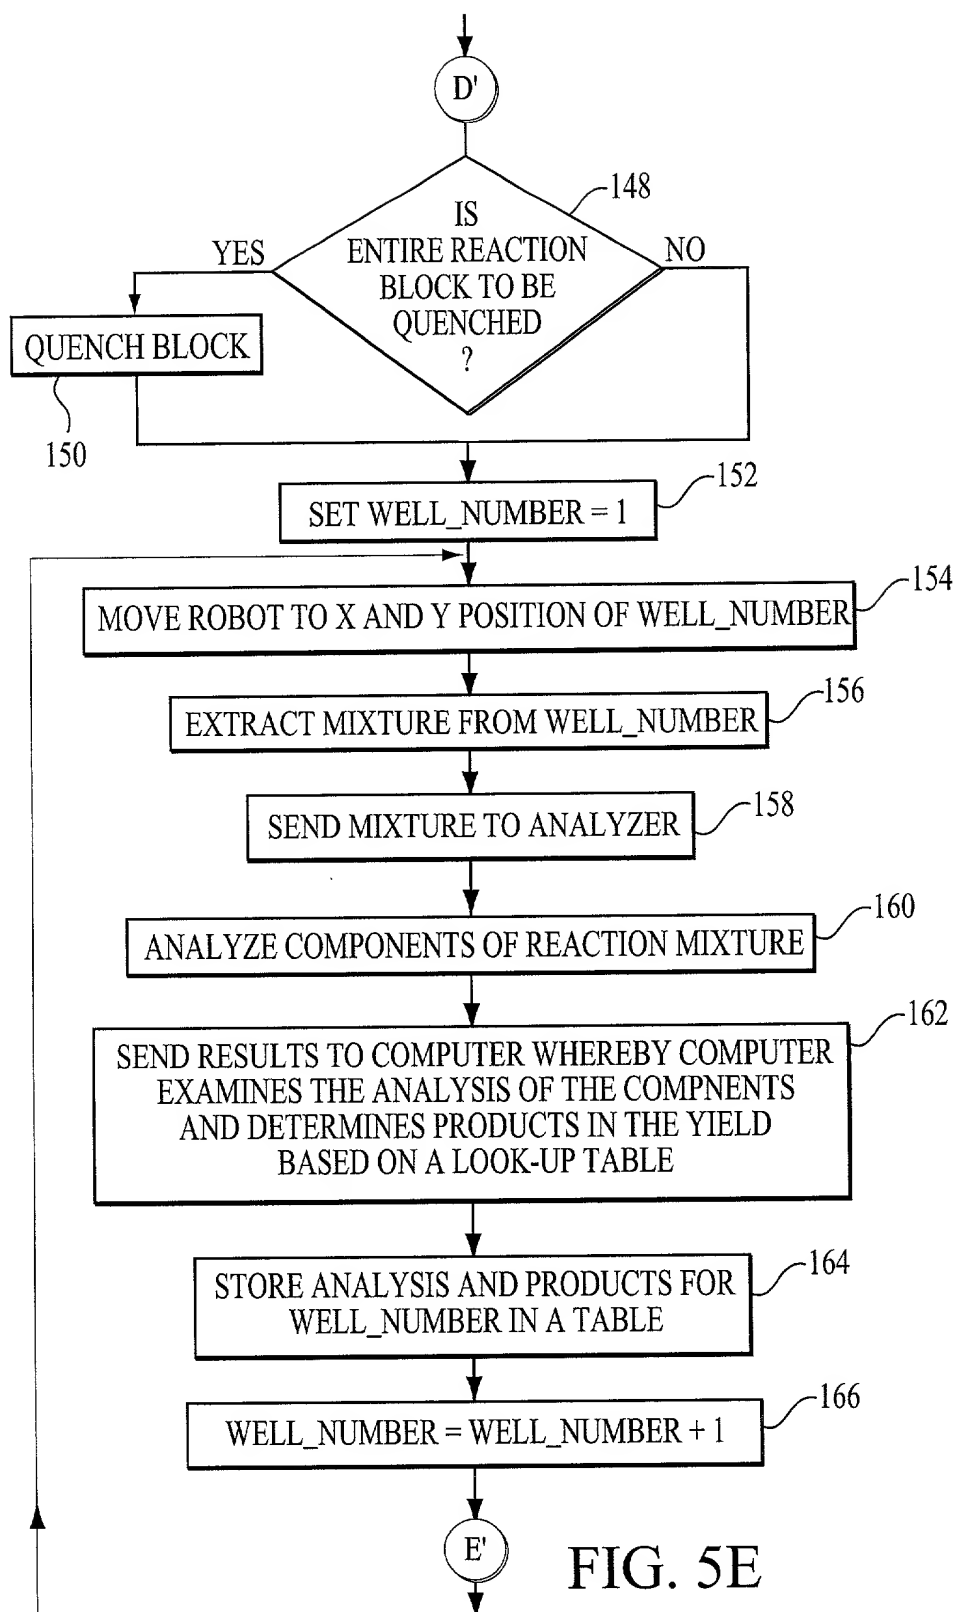 D'
148
IS
ENTIRE REACTION
BLOCK TO BE
QUENCHED
?
YES
NO
QUENCH BLOCK
150
152
SET WELL_NUMBER = 1
154
MOVE ROBOT TO X AND Y POSITION OF WELL_NUMBER
156
EXTRACT MIXTURE FROM WELL_NUMBER
158
SEND MIXTURE TO ANALYZER
160
ANALYZE COMPONENTS OF REACTION MIXTURE
162
SEND RESULTS TO COMPUTER WHEREBY COMPUTER
EXAMINES THE ANALYSIS OF THE COMPNENTS
AND DETERMINES PRODUCTS IN THE YIELD
BASED ON A LOOK-UP TABLE
164
STORE ANALYSIS AND PRODUCTS FOR
WELL_NUMBER IN A TABLE
166
WELL_NUMBER = WELL_NUMBER + 1
E'
FIG. 5E